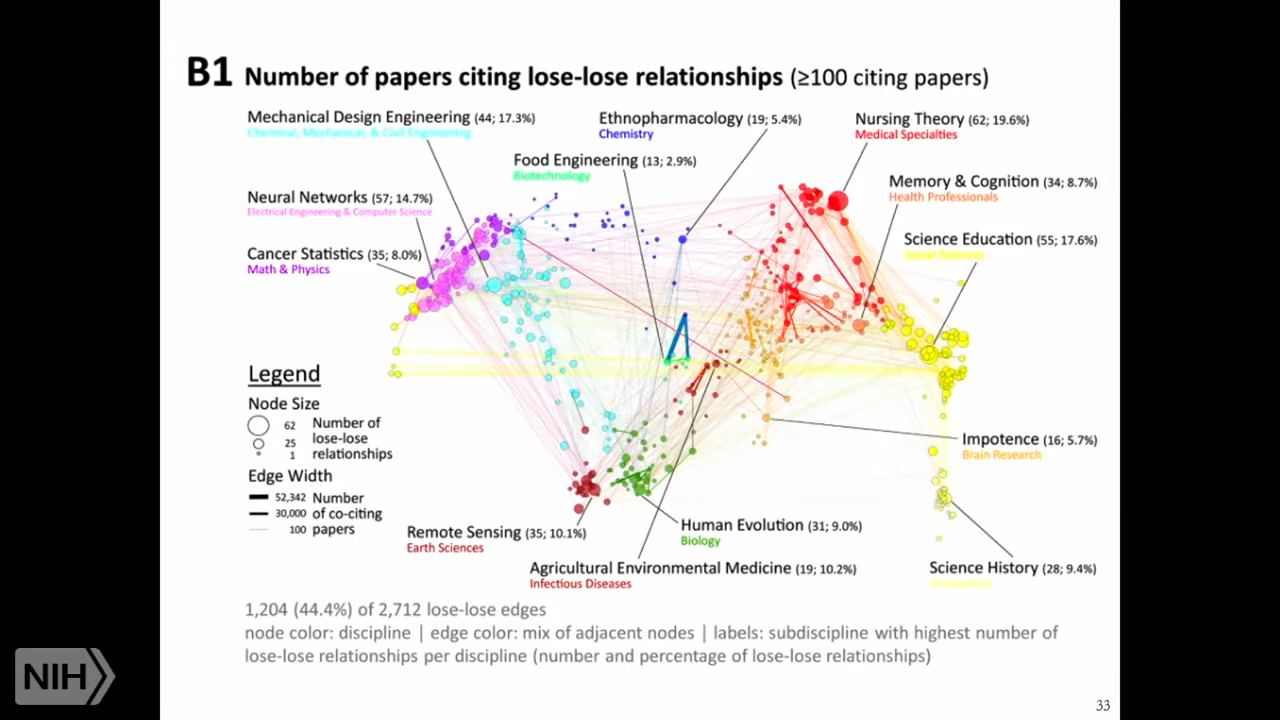 B1 Number of papers citing lose-lose relationships (≥100 citing papers)
Mechanical Design Engineering (44; 17.3%)
Chemical, Mechanical, & Civil Engineering
Ethnopharmacology (19; 5.4%)
Chemistry
Nursing Theory (62; 19.6%)
Medical Specialties
Food Engineering (13; 2.9%)
Biotechnology
Memory & Cognition (34; 8.7%)
Health Professionals
Neural Networks (57; 14.7%)
Electrical Engineering & Computer Science
Science Education (55; 17.6%)
Social Sciences
Cancer Statistics (35; 8.0%)
Math & Physics
Legend
Node Size
62 Number of
25 lose-lose
1 relationships
Edge Width
52,342 Number
30,000 of co-citing
100 papers
Impotence (16; 5.7%)
Brain Research
Remote Sensing (35; 10.1%)
Earth Sciences
Human Evolution (31; 9.0%)
Biology
Agricultural Environmental Medicine (19; 10.2%)
Infectious Diseases
Science History (28; 9.4%)
1,204 (44.4%) of 2,712 lose-lose edges
node color: discipline | edge color: mix of adjacent nodes | labels: subdiscipline with highest number of
lose-lose relationships per discipline (number and percentage of lose-lose relationships)
NIH
33